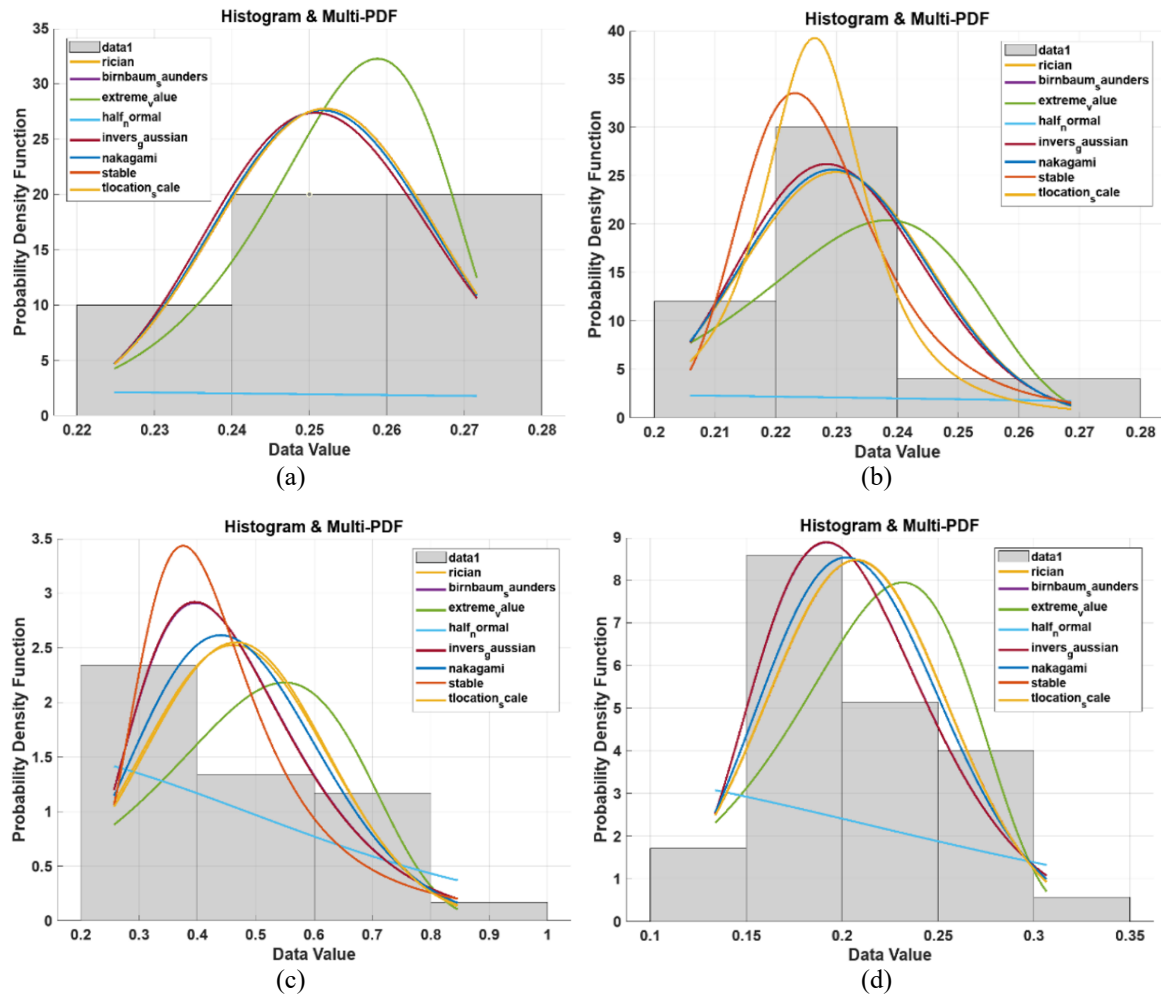 Histogram & Multi-PDF
Probability Density Function
35
30
25
20
15
10
5
0
data1
rician
birnbaum_saunders
extreme_value
half_normal
invers_gaussian
nakagami
stable
tlocation_scale
0.22 0.23 0.24 0.25 0.26 0.27 0.28
Data Value
(a)
Histogram & Multi-PDF
Probability Density Function
40
35
30
25
20
15
10
5
0
data1
rician
birnbaum_saunders
extreme_value
half_normal
invers_gaussian
nakagami
stable
tlocation_scale
0.2 0.21 0.22 0.23 0.24 0.25 0.26 0.27 0.28
Data Value
(b)
Histogram & Multi-PDF
Probability Density Function
3.5
3
2.5
2
1.5
1
0.5
0
data1
rician
birnbaum_saunders
extreme_value
half_normal
invers_gaussian
nakagami
stable
tlocation_scale
0.2 0.3 0.4 0.5 0.6 0.7 0.8 0.9 1
Data Value
(c)
Histogram & Multi-PDF
Probability Density Function
9
8
7
6
5
4
3
2
1
0
data1
rician
birnbaum_saunders
extreme_value
half_normal
invers_gaussian
nakagami
stable
tlocation_scale
0.1 0.15 0.2 0.25 0.3 0.35
Data Value
(d)